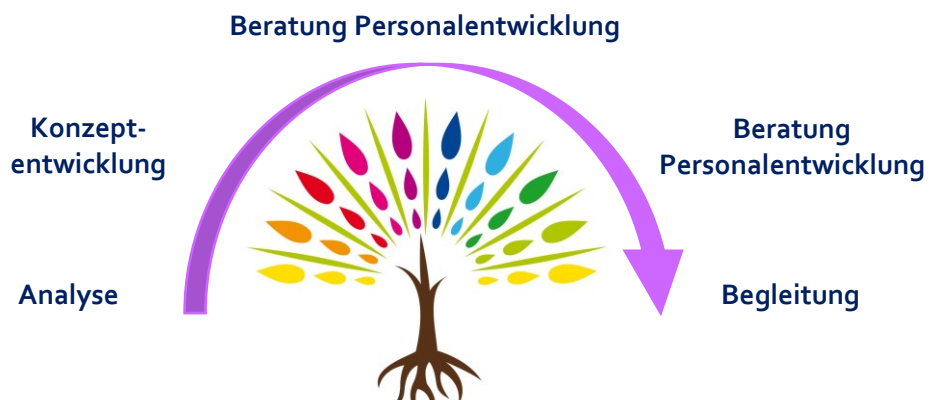 Beratung Personalentwicklung
Konzept-
entwicklung
Beratung
Personalentwicklung
Analyse
Begleitung